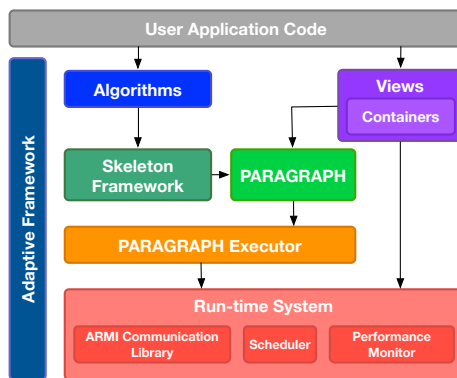 User Application Code
Adaptive Framework
Algorithms
Views
Containers
Skeleton
Framework
PARAGRAPH
PARAGRAPH Executor
Run-time System
ARMI Communication
Library
Scheduler
Performance
Monitor